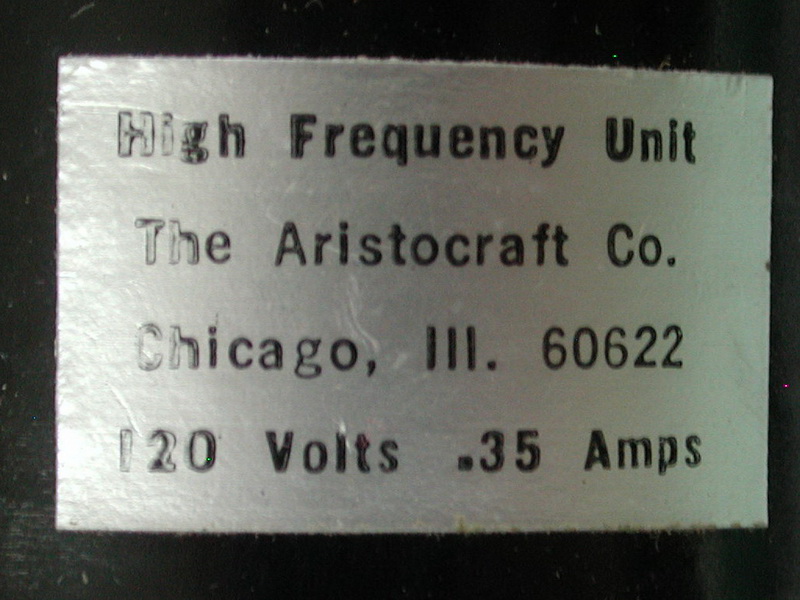 High Frequency Unit
The Aristocraft Co.
Chicago, Ill. 60622
120 Volts .35 Amps